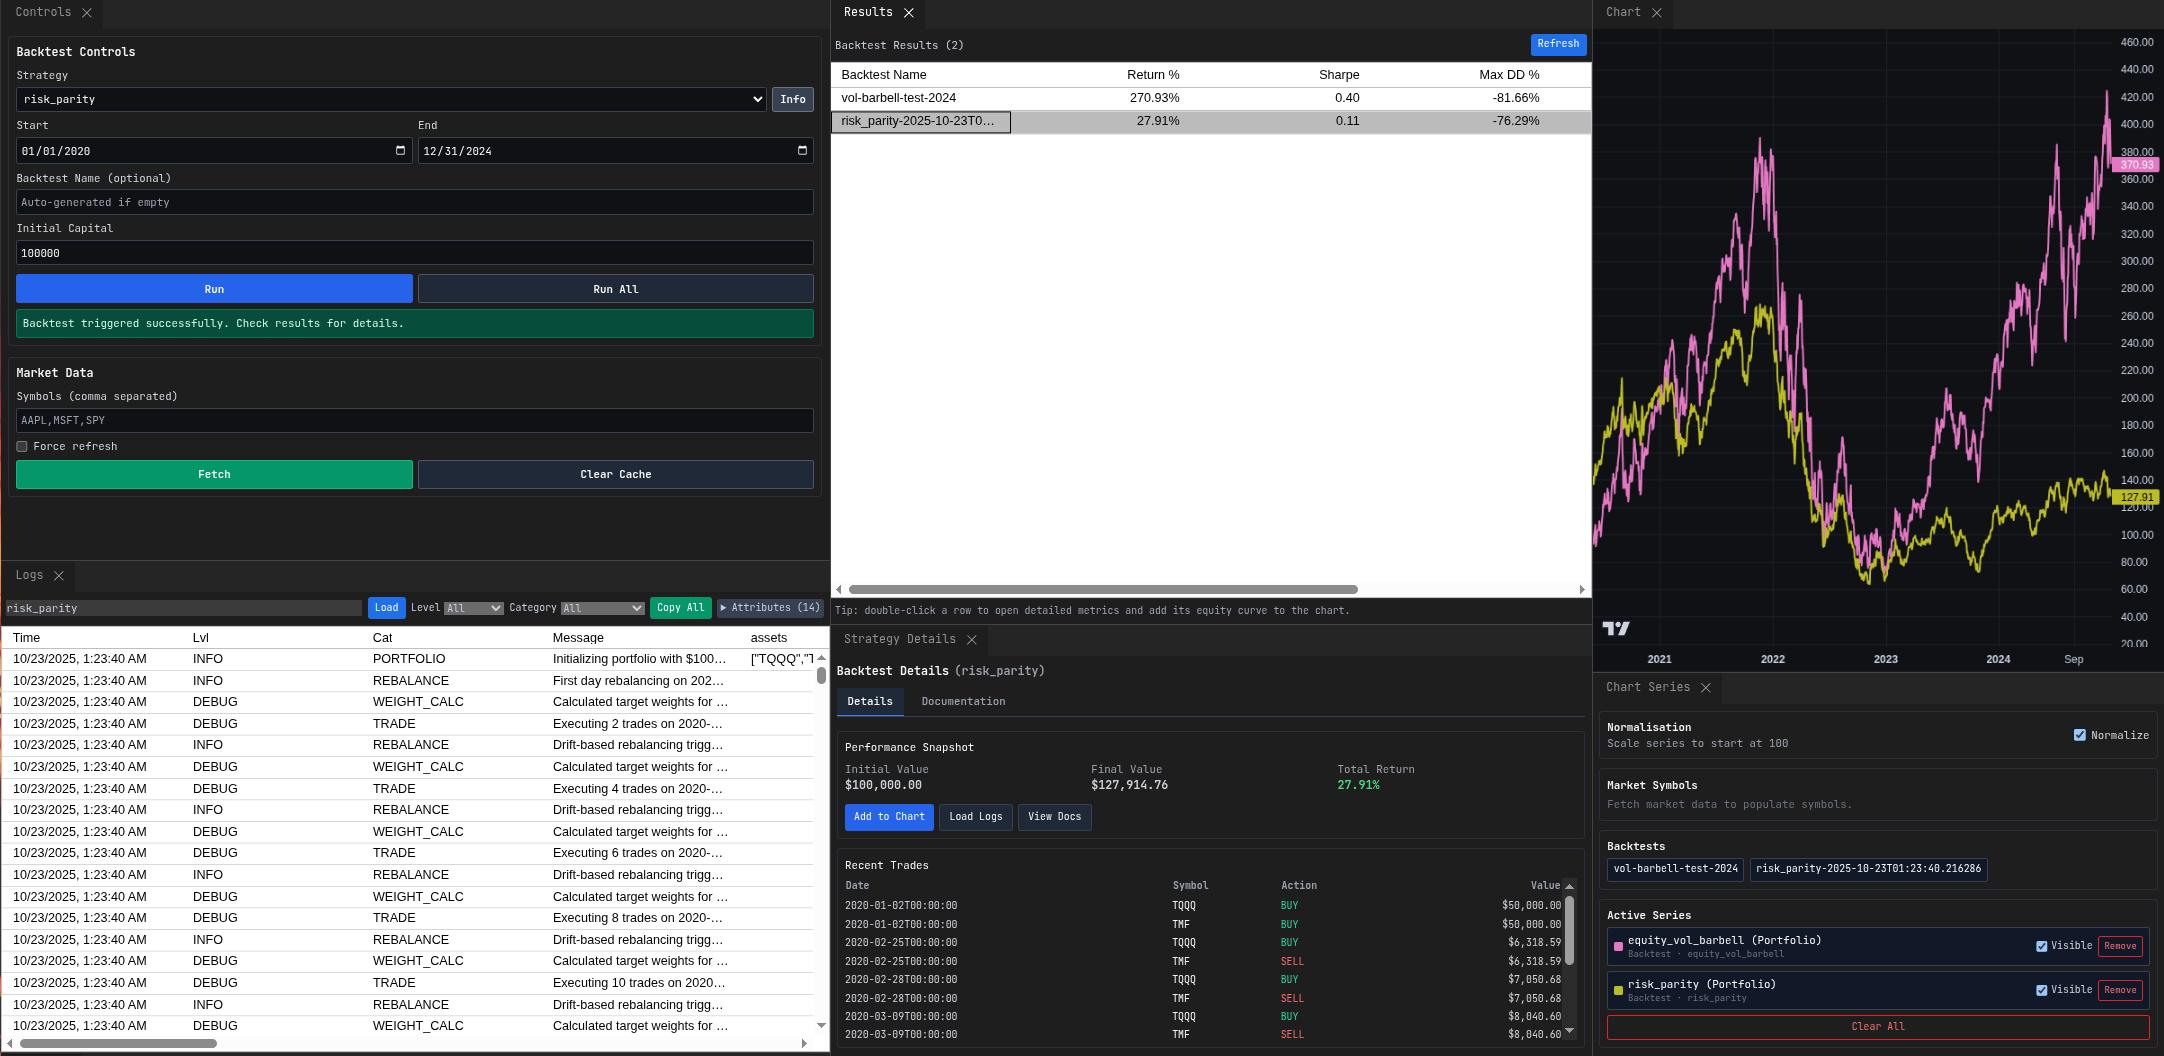 Controls
Backtest Controls
Strategy
risk_parity
Info
Start
End
01/01/2020
12/31/2024
Backtest Name (optional)
Auto-generated if empty
Initial Capital
100000
Run
Run All
Backtest triggered successfully. Check results for details.
Market Data
Symbols (comma separated)
AAPL,MSFT,SPY
Force refresh
Fetch
Clear Cache
Logs
risk_parity
Load
Level All
Category All
Copy All
Attributes (14)
Time Lvl Cat Message assets
10/23/2025, 1:23:40 AM INFO PORTFOLIO Initializing portfolio with $100… ["TQQQ","T
10/23/2025, 1:23:40 AM INFO REBALANCE First day rebalancing on 202…
10/23/2025, 1:23:40 AM DEBUG WEIGHT_CALC Calculated target weights for …
10/23/2025, 1:23:40 AM DEBUG TRADE Executing 2 trades on 2020-…
10/23/2025, 1:23:40 AM INFO REBALANCE Drift-based rebalancing trigg…
10/23/2025, 1:23:40 AM DEBUG WEIGHT_CALC Calculated target weights for …
10/23/2025, 1:23:40 AM DEBUG TRADE Executing 4 trades on 2020-…
10/23/2025, 1:23:40 AM INFO REBALANCE Drift-based rebalancing trigg…
10/23/2025, 1:23:40 AM DEBUG WEIGHT_CALC Calculated target weights for …
10/23/2025, 1:23:40 AM DEBUG TRADE Executing 6 trades on 2020-…
10/23/2025, 1:23:40 AM INFO REBALANCE Drift-based rebalancing trigg…
10/23/2025, 1:23:40 AM DEBUG WEIGHT_CALC Calculated target weights for …
10/23/2025, 1:23:40 AM DEBUG TRADE Executing 8 trades on 2020-…
10/23/2025, 1:23:40 AM INFO REBALANCE Drift-based rebalancing trigg…
10/23/2025, 1:23:40 AM DEBUG WEIGHT_CALC Calculated target weights for …
10/23/2025, 1:23:40 AM DEBUG TRADE Executing 10 trades on 2020…
10/23/2025, 1:23:40 AM INFO REBALANCE Drift-based rebalancing trigg…
10/23/2025, 1:23:40 AM DEBUG WEIGHT_CALC Calculated target weights for …
Results
Backtest Results (2)
Refresh
Backtest Name Return % Sharpe Max DD %
vol-barbell-test-2024 270.93% 0.40 -81.66%
risk_parity-2025-10-23T0… 27.91% 0.11 -76.29%
Tip: double-click a row to open detailed metrics and add its equity curve to the chart.
Strategy Details
Backtest Details (risk_parity)
Details
Documentation
Performance Snapshot
Initial Value Final Value Total Return
$100,000.00 $127,914.76 27.91%
Add to Chart
Load Logs
View Docs
Recent Trades
Date Symbol Action Value
2020-01-02T00:00:00 TQQQ BUY $50,000.00
2020-01-02T00:00:00 TMF BUY $50,000.00
2020-02-25T00:00:00 TQQQ BUY $6,318.59
2020-02-25T00:00:00 TMF SELL $6,318.59
2020-02-28T00:00:00 TQQQ BUY $7,050.68
2020-02-28T00:00:00 TMF SELL $7,050.68
2020-03-09T00:00:00 TQQQ BUY $8,040.60
2020-03-09T00:00:00 TMF SELL $8,040.60
Chart
460.00
440.00
420.00
400.00
380.00
370.93
360.00
340.00
320.00
300.00
280.00
260.00
240.00
220.00
200.00
180.00
160.00
140.00
127.91
120.00
100.00
80.00
60.00
40.00
20.00
2021 2022 2023 2024 Sep
Chart Series
Normalisation
Scale series to start at 100
Normalize
Market Symbols
Fetch market data to populate symbols.
Backtests
vol-barbell-test-2024
risk_parity-2025-10-23T01:23:40.216286
Active Series
equity_vol_barbell (Portfolio)
Backtest · equity_vol_barbell
Visible
Remove
risk_parity (Portfolio)
Backtest · risk_parity
Visible
Remove
Clear All